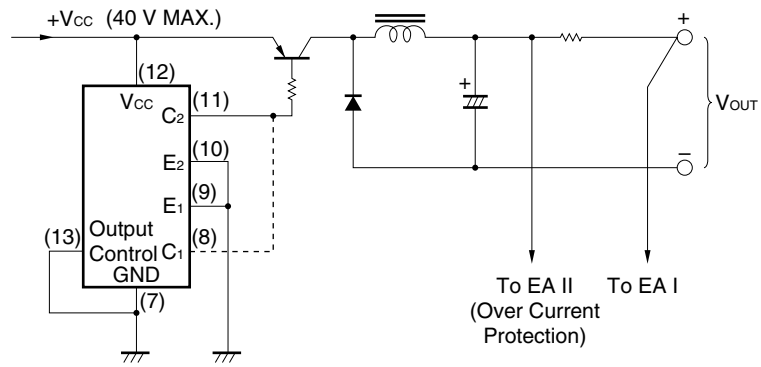 +VCC (40 V MAX.)
(12)
VCC
C2
(11)
E2
(10)
E1
(9)
(13)
Output
Control
C1
(8)
GND
(7)
+
+
VOUT
−
To EA II
(Over Current
Protection)
To EA I